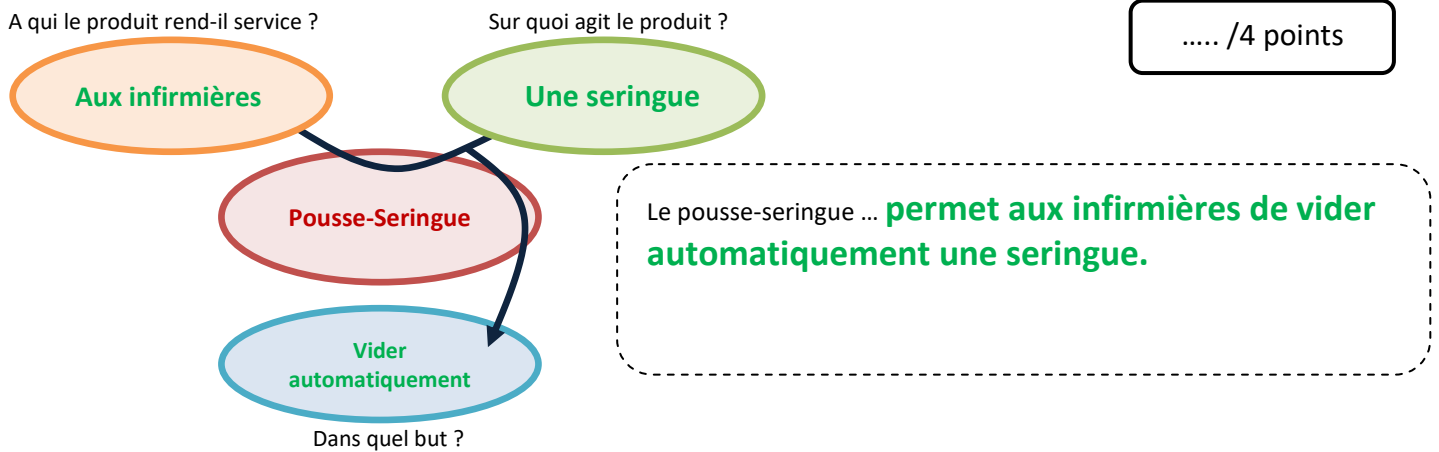 A qui le produit rend-il service ?
Sur quoi agit le produit ?
….. /4 points
Aux infirmières
Une seringue
Pousse-Seringue
Le pousse-seringue … permet aux infirmières de vider
automatiquement une seringue.
Vider
automatiquement
Dans quel but ?